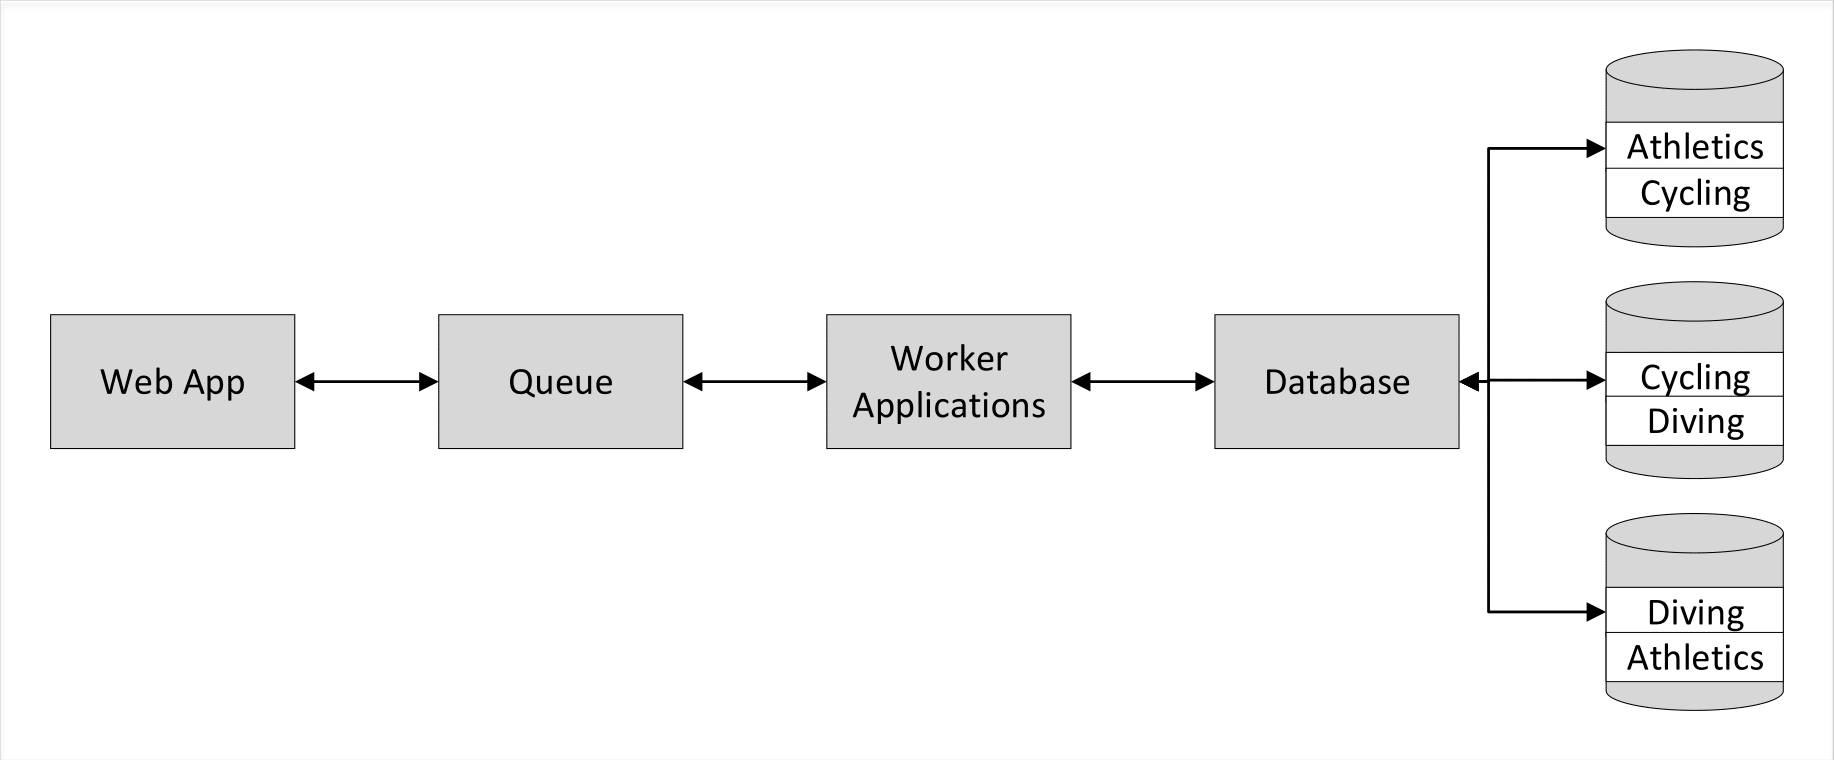 Web App
Queue
Worker
Applications
Database
Athletics
Cycling
Cycling
Diving
Diving
Athletics